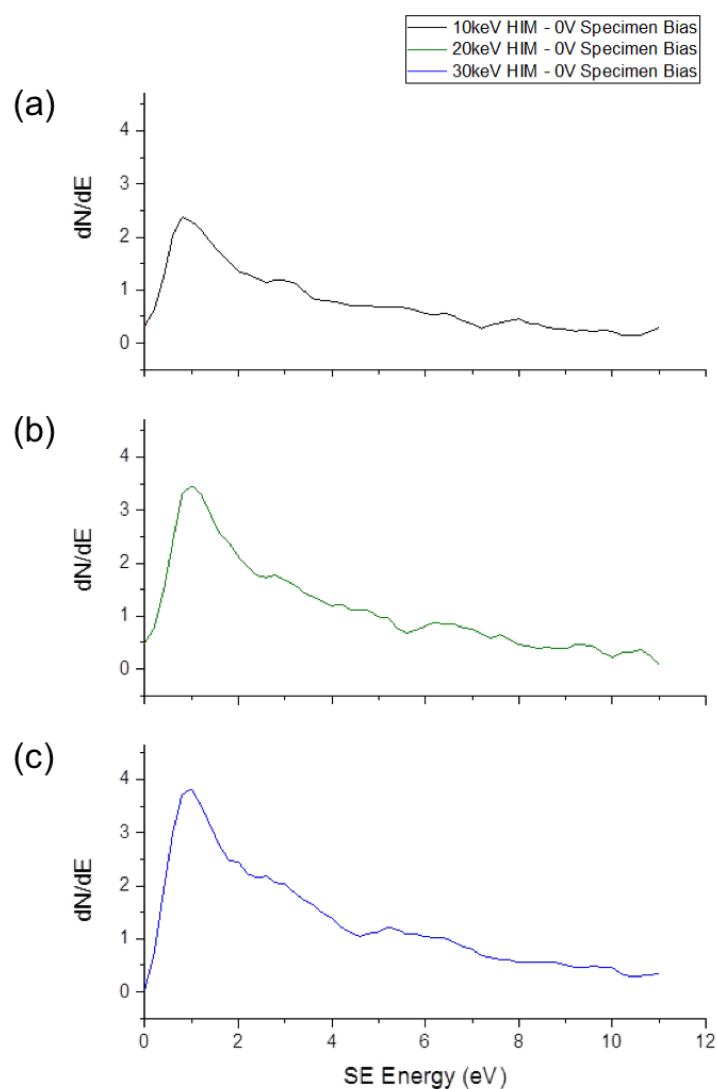 10keV HIM - 0V Specimen Bias
20keV HIM - 0V Specimen Bias
30keV HIM - 0V Specimen Bias
(a)
dN/dE
4
3
2
1
0
(b)
dN/dE
4
3
2
1
0
(c)
dN/dE
4
3
2
1
0
0 2 4 6 8 10 12
SE Energy (eV)